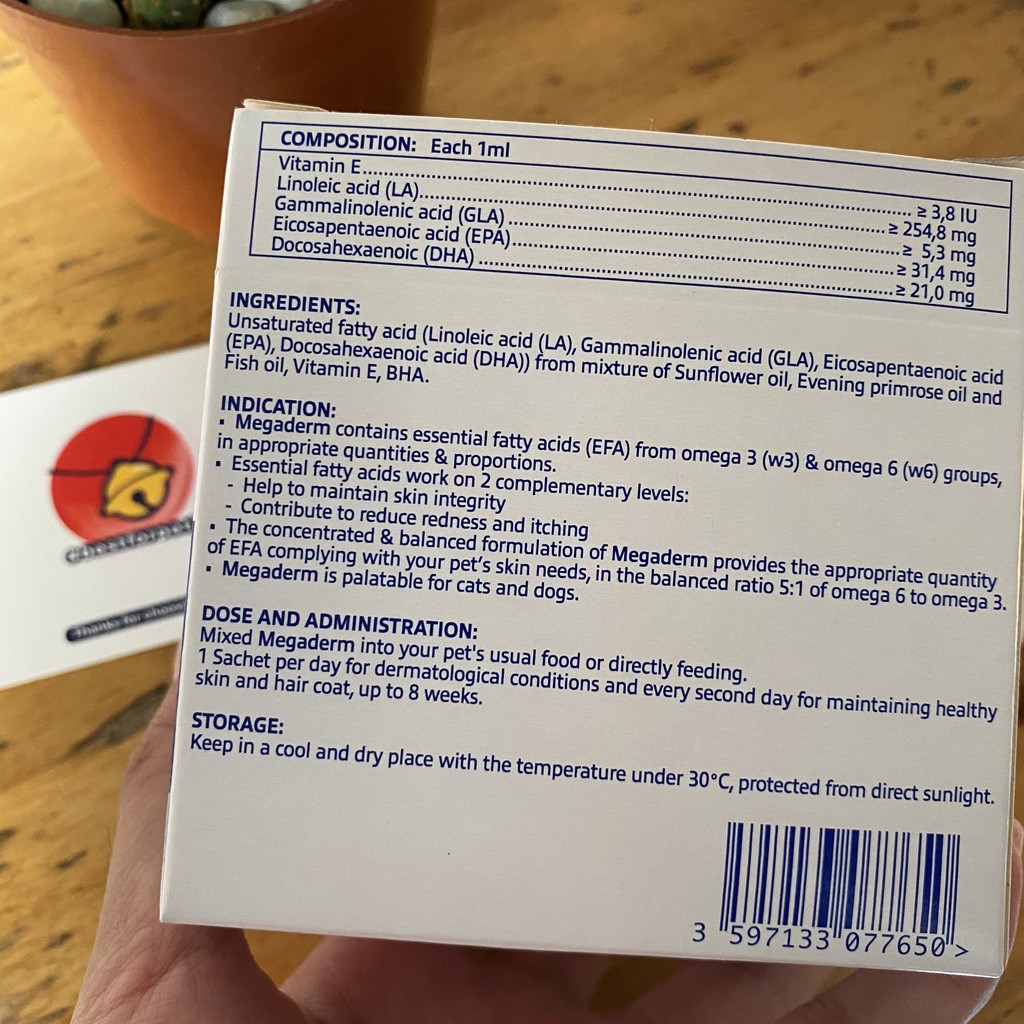 COMPOSITION: Each 1ml
Vitamin E ≥ 3,8 IU
Linoleic acid (LA) ≥ 254,8 mg
Gammalinolenic acid (GLA) ≥ 5,3 mg
Eicosapentaenoic acid (EPA) ≥ 31,4 mg
Docosahexaenoic (DHA) ≥ 21,0 mg
INGREDIENTS:
Unsaturated fatty acid (Linoleic acid (LA), Gammalinolenic acid (GLA), Eicosapentaenoic acid
(EPA), Docosahexaenoic acid (DHA)) from mixture of Sunflower oil, Evening primrose oil and
Fish oil, Vitamin E, BHA.
INDICATION:
▪ Megaderm contains essential fatty acids (EFA) from omega 3 (w3) & omega 6 (w6) groups,
in appropriate quantities & proportions.
▪ Essential fatty acids work on 2 complementary levels:
- Help to maintain skin integrity
- Contribute to reduce redness and itching
▪ The concentrated & balanced formulation of Megaderm provides the appropriate quantity
of EFA complying with your pet's skin needs, in the balanced ratio 5:1 of omega 6 to omega 3.
▪ Megaderm is palatable for cats and dogs.
DOSE AND ADMINISTRATION:
Mixed Megaderm into your pet's usual food or directly feeding.
1 Sachet per day for dermatological conditions and every second day for maintaining healthy
skin and hair coat, up to 8 weeks.
STORAGE:
Keep in a cool and dry place with the temperature under 30°C, protected from direct sunlight.
3 597133 077650 >
Thanks for